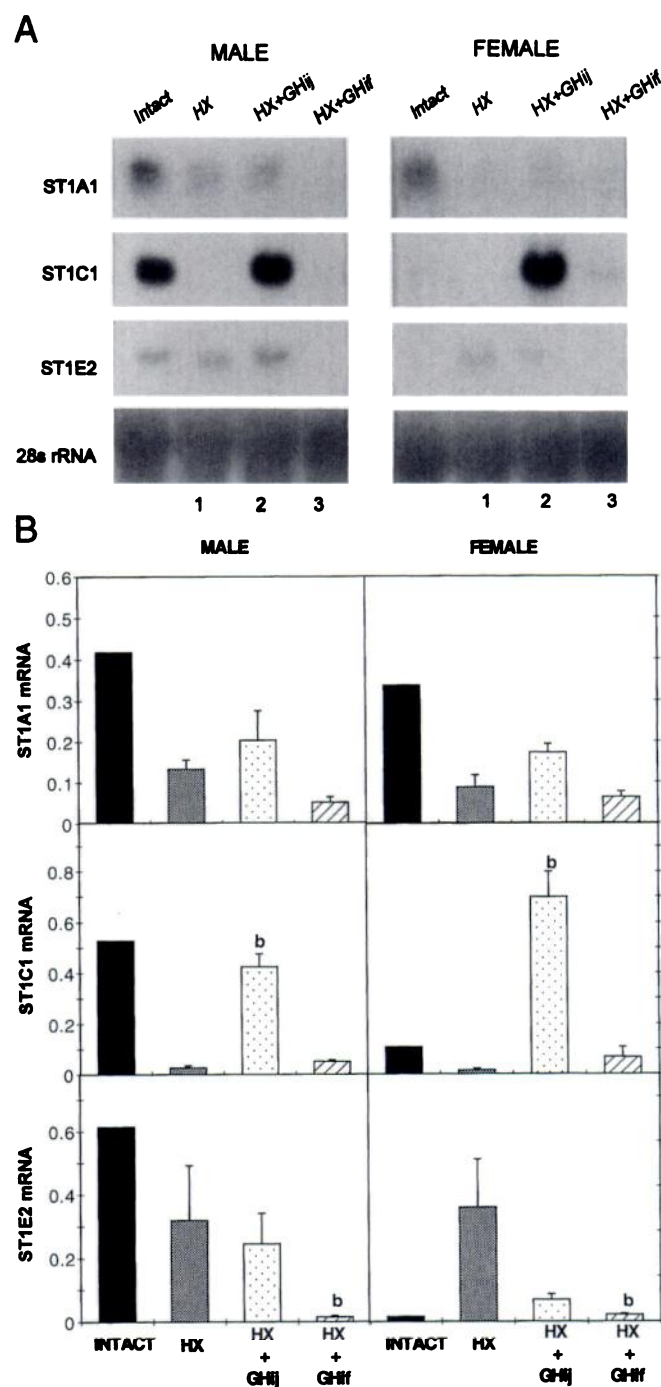 A
MALE FEMALE
Intact HX HX+GHij HX+GHif Intact HX HX+GHij HX+GHif
ST1A1
ST1C1
ST1E2
28s rRNA
1 2 3 1 2 3
B
MALE FEMALE
0.6
0.4
0.3
0.2
0.1
0
ST1A1 mRNA
0.8
0.6
0.4
0.2
0
ST1C1 mRNA
b b
0.6
0.4
0.2
0
ST1E2 mRNA
b b
INTACT HX HX + GHij HX + GHif INTACT HX HX + GHij HX + GHif